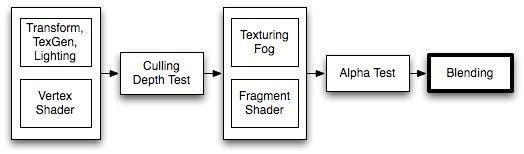 Transform,
TexGen,
Lighting
Vertex
Shader
Culling
Depth Test
Texturing
Fog
Fragment
Shader
Alpha Test
Blending